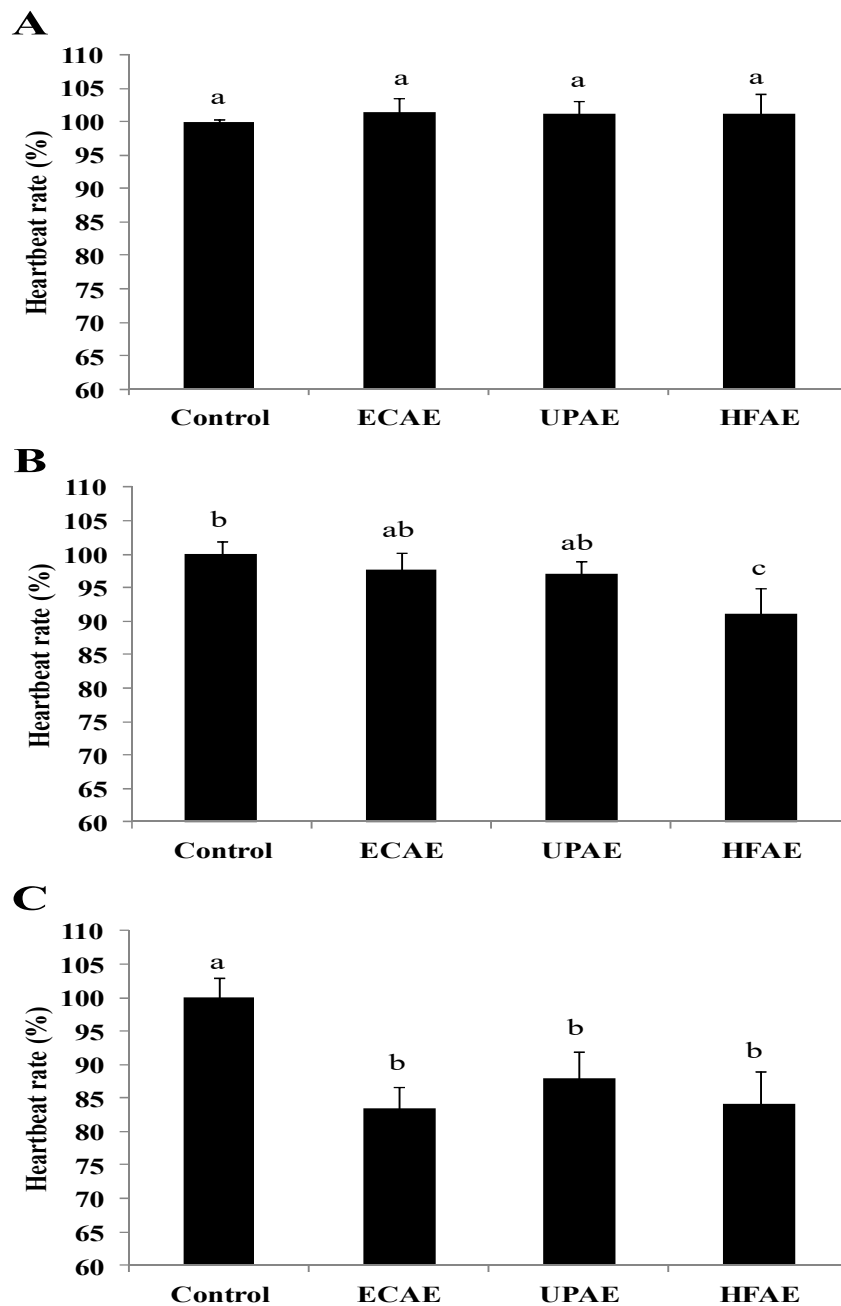 A
Heartbeat rate (%)
110
105
100
95
90
85
80
75
70
65
60
a
a
a
a
Control ECAE UPAE HFAE
B
Heartbeat rate (%)
110
105
100
95
90
85
80
75
70
65
60
b
ab
ab
c
Control ECAE UPAE HFAE
C
Heartbeat rate (%)
110
105
100
95
90
85
80
75
70
65
60
a
b
b
b
Control ECAE UPAE HFAE